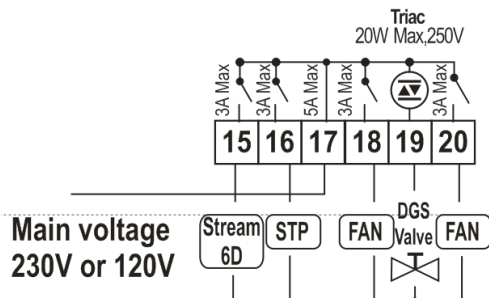 Triac
20W Max,250V
3A Max
3A Max
5A Max
3A Max
3A Max
15 16 17 18 19 20
Main voltage
230V or 120V
Stream
6D
STP
FAN
DGS
Valve
FAN